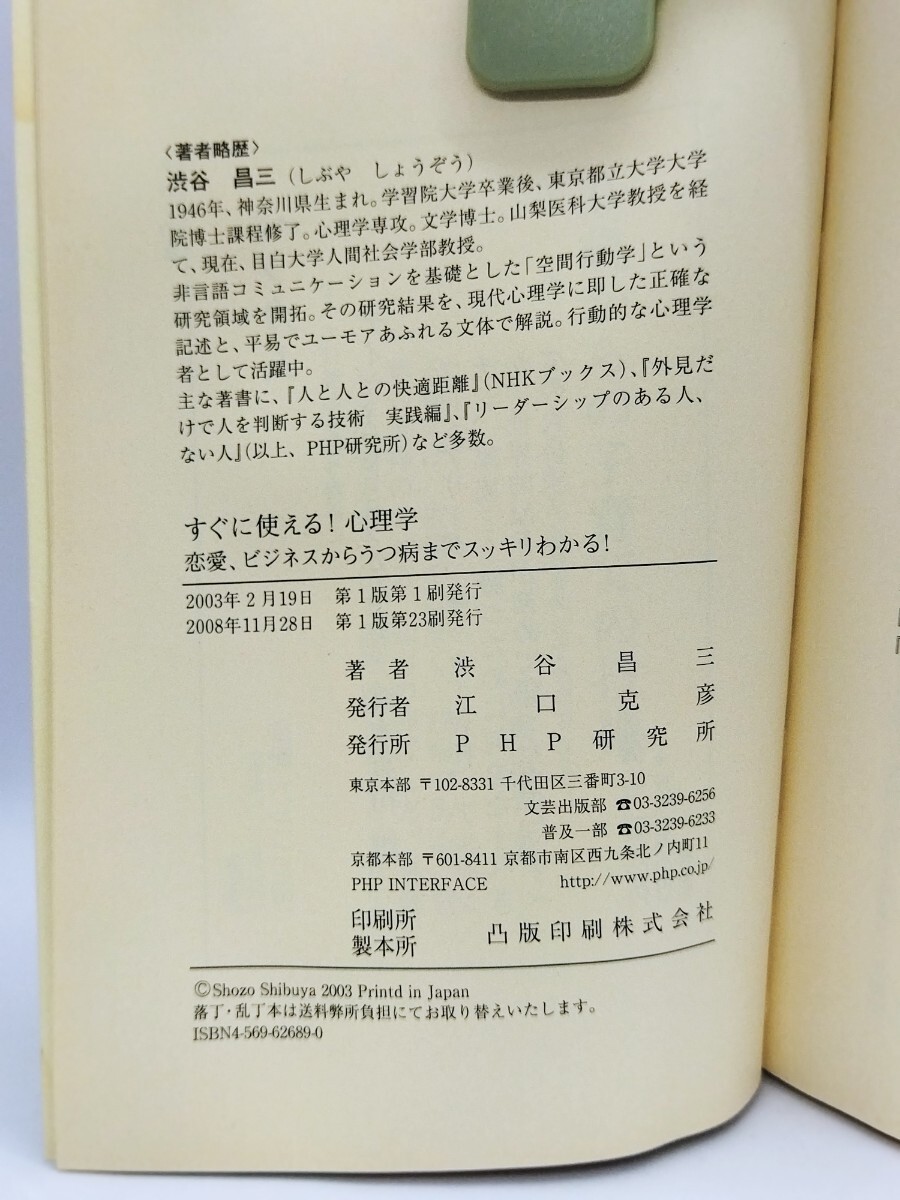 〈著者略歴〉
渋谷　昌三（しぶや　しょうぞう）
1946年、神奈川県生まれ。学習院大学卒業後、東京都立大学大学
院博士課程修了。心理学専攻。文学博士。山梨医科大学教授を経
て、現在、目白大学人間社会学部教授。
非言語コミュニケーションを基礎とした「空間行動学」という
研究領域を開拓。その研究結果を、現代心理学に即した正確な
記述と、平易でユーモアあふれる文体で解説。行動的な心理学
者として活躍中。
主な著書に、『人と人との快適距離』（NHKブックス）、『外見だ
けで人を判断する技術　実践編』、『リーダーシップのある人、
ない人』（以上、PHP研究所）など多数。
すぐに使える！心理学
恋愛、ビジネスからうつ病までスッキリわかる！
2003年2月19日　第1版第1刷発行
2008年11月28日　第1版第23刷発行
著者　渋谷昌三
発行者　江口克彦
発行所　PHP研究所
東京本部　〒102-8331　千代田区三番町3-10
文芸出版部　☎03-3239-6256
普及一部　☎03-3239-6233
京都本部　〒601-8411　京都市南区西九条北ノ内町11
PHP INTERFACE　http://www.php.co.jp/
印刷所
製本所　凸版印刷株式会社
©Shozo Shibuya 2003 Printd in Japan
落丁・乱丁本は送料弊所負担にてお取り替えいたします。
ISBN4-569-62689-0